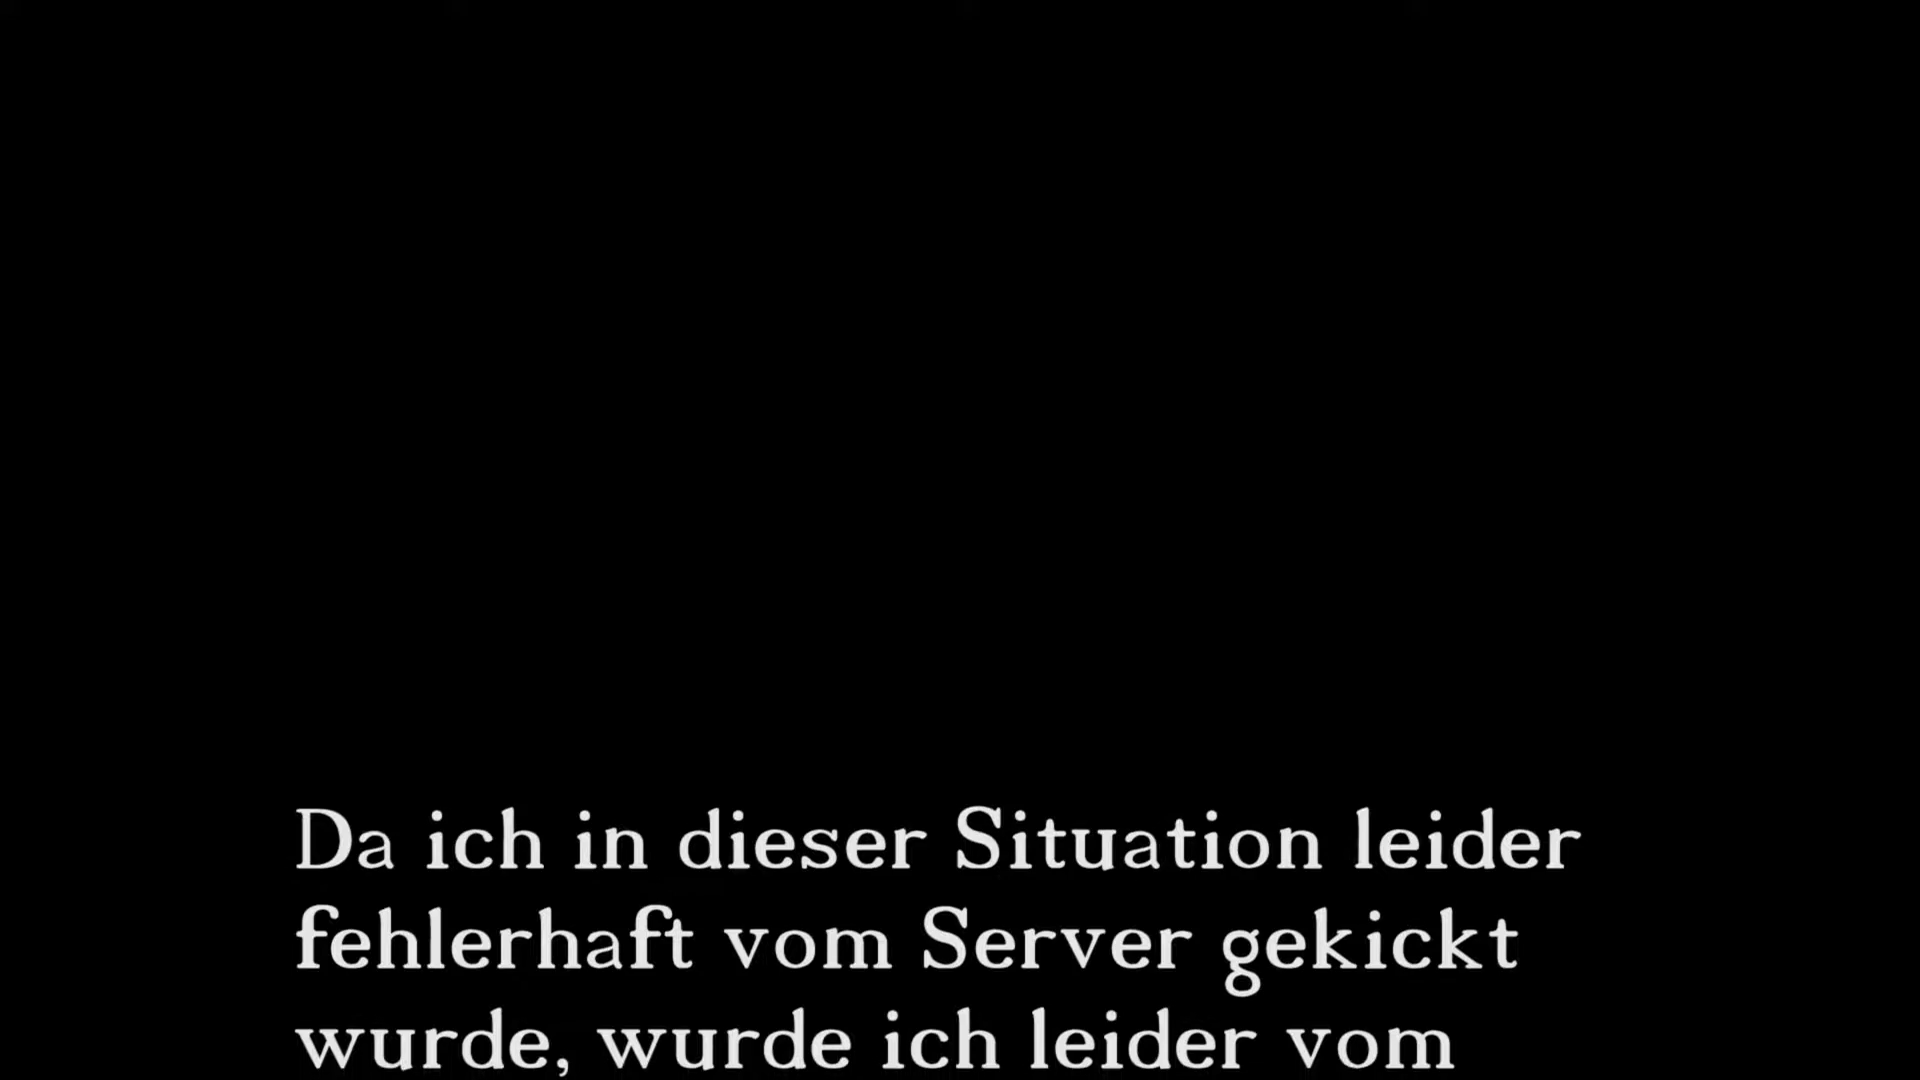 Da ich in dieser Situation leider
fehlerhaft vom Server gekickt
wurde, wurde ich leider vom